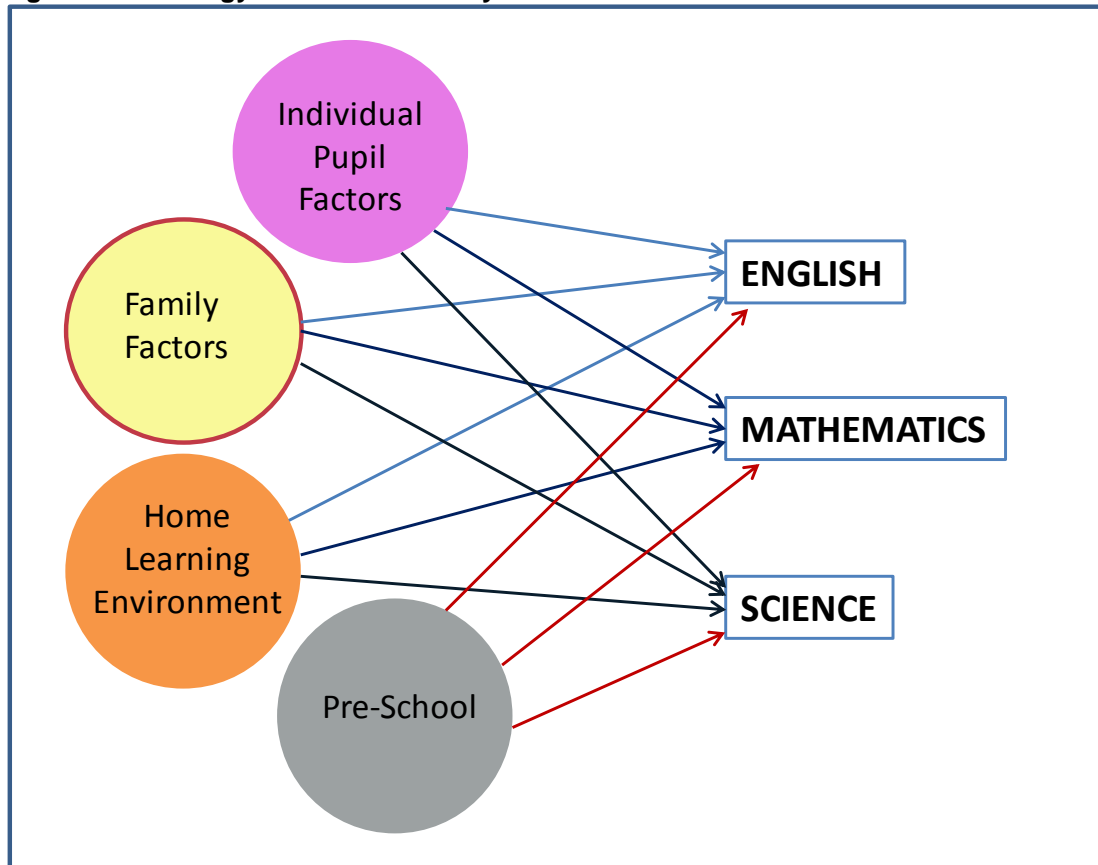 Individual
Pupil
Factors
Family
Factors
Home
Learning
Environment
Pre-School
ENGLISH
MATHEMATICS
SCIENCE